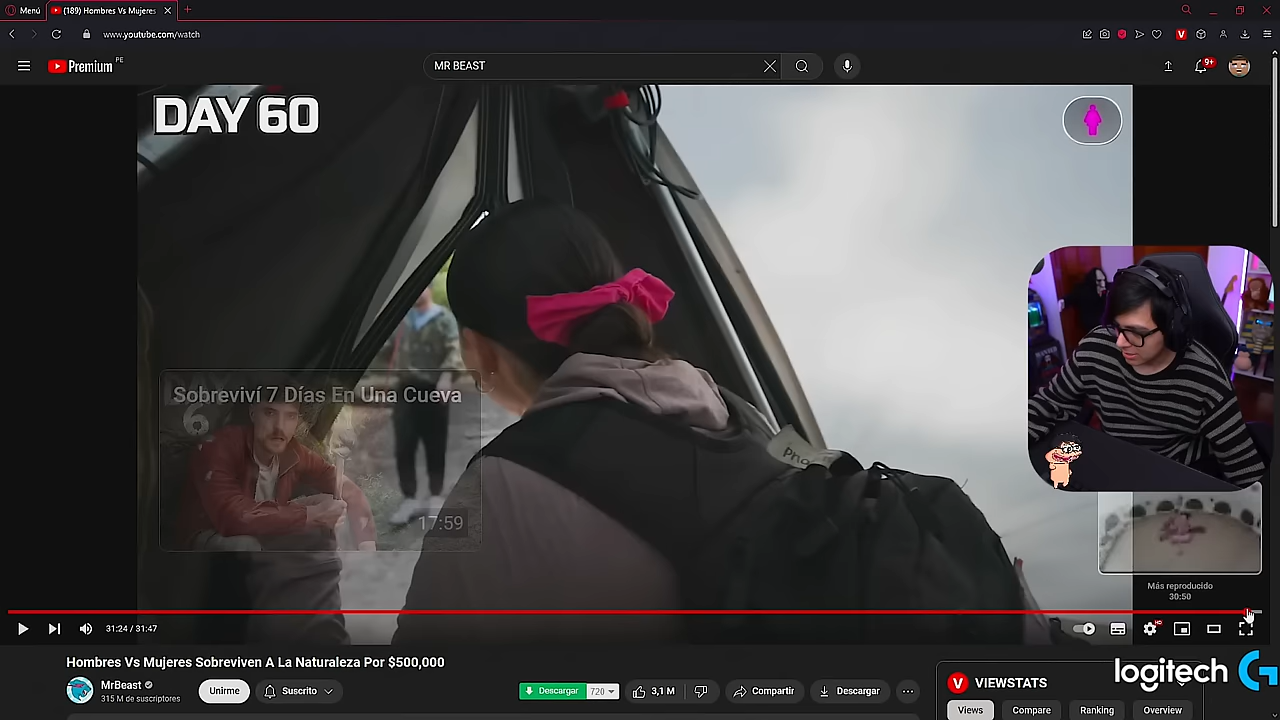 Menú
(189) Hombres Vs Mujeres
www.youtube.com/watch
Premium PE
MR BEAST
9+
DAY 60
Sobreviví 7 Días En Una Cueva
6
17:59
Más reproducido
30:50
31:24 / 31:47
HD
Hombres Vs Mujeres Sobreviven A La Naturaleza Por $500,000
MrBeast
315 M de suscriptores
Unirme
Suscrito
Descargar
720
3,1 M
Compartir
Descargar
V VIEWSTATS
Views
Compare
Ranking
Overview
logitech G